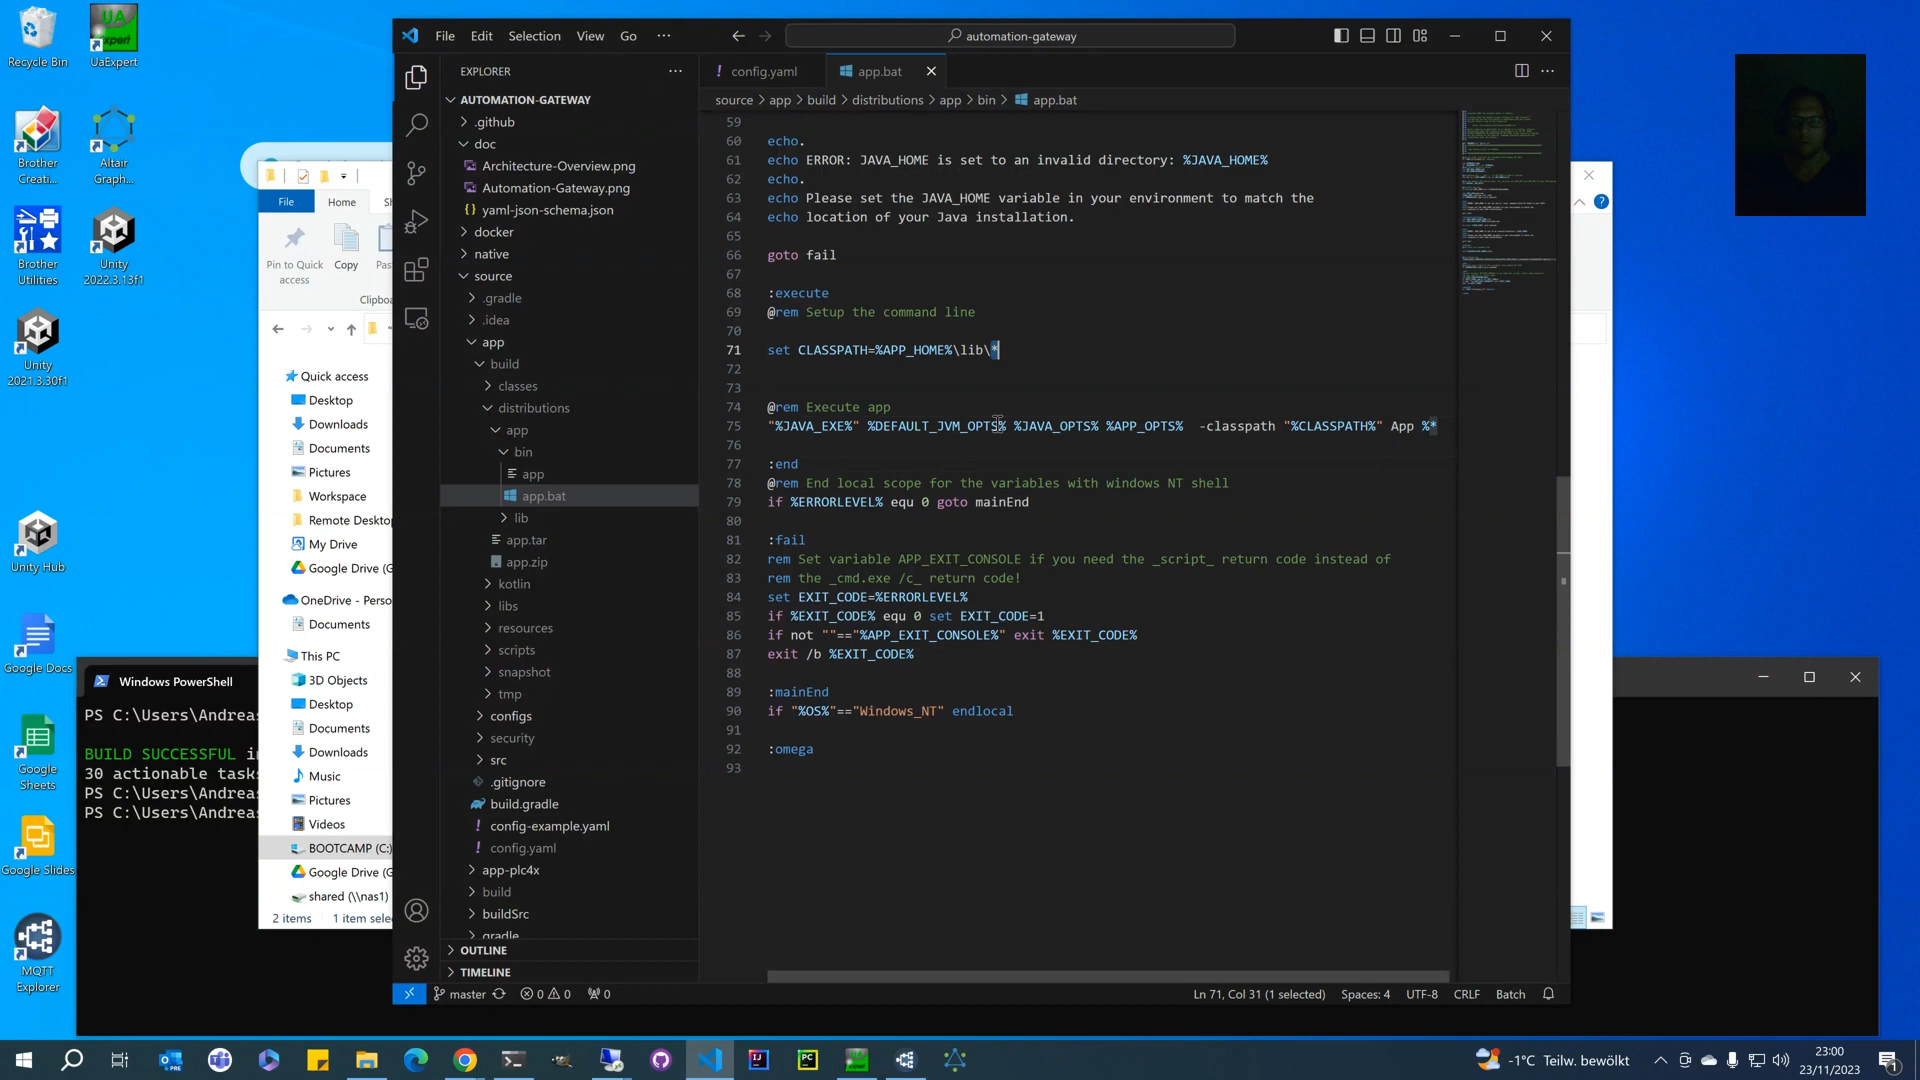 Recycle Bin
UaExpert
Brother Creati...
Altair Graph...
Brother Utilities
Unity 2022.3.13f1
Unity 2021.3.30f1
Unity Hub
Google Docs
Google Sheets
Google Slides
MQTT Explorer
File Edit Selection View Go ···
automation-gateway
EXPLORER
AUTOMATION-GATEWAY
.github
doc
Architecture-Overview.png
Automation-Gateway.png
yaml-json-schema.json
docker
native
source
.gradle
.idea
app
build
classes
distributions
app
bin
app
app.bat
lib
app.tar
app.zip
kotlin
libs
resources
scripts
snapshot
tmp
configs
security
src
.gitignore
build.gradle
config-example.yaml
config.yaml
app-plc4x
build
buildSrc
gradle
OUTLINE
TIMELINE
config.yaml
app.bat
source > app > build > distributions > app > bin > app.bat
59
60 echo.
61 echo ERROR: JAVA_HOME is set to an invalid directory: %JAVA_HOME%
62 echo.
63 echo Please set the JAVA_HOME variable in your environment to match the
64 echo location of your Java installation.
65
66 goto fail
67
68 :execute
69 @rem Setup the command line
70
71 set CLASSPATH=%APP_HOME%\lib\*
72
73
74 @rem Execute app
75 "%JAVA_EXE%" %DEFAULT_JVM_OPTS% %JAVA_OPTS% %APP_OPTS%  -classpath "%CLASSPATH%" App %*
76
77 :end
78 @rem End local scope for the variables with windows NT shell
79 if %ERRORLEVEL% equ 0 goto mainEnd
80
81 :fail
82 rem Set variable APP_EXIT_CONSOLE if you need the _script_ return code instead of
83 rem the _cmd.exe /c_ return code!
84 set EXIT_CODE=%ERRORLEVEL%
85 if %EXIT_CODE% equ 0 set EXIT_CODE=1
86 if not ""=="%APP_EXIT_CONSOLE%" exit %EXIT_CODE%
87 exit /b %EXIT_CODE%
88
89 :mainEnd
90 if "%OS%"=="Windows_NT" endlocal
91
92 :omega
93
master
0 0
0
Ln 71, Col 31 (1 selected)
Spaces: 4
UTF-8
CRLF
Batch
File Home
Pin to Quick access
Copy
Quick access
Desktop
Downloads
Documents
Pictures
Workspace
My Drive
Google Drive (G
Documents
This PC
3D Objects
Desktop
Documents
Downloads
Music
Pictures
Videos
BOOTCAMP (C:)
Google Drive (G
shared (\\nas1)
2 items
Windows PowerShell
PS C:\Users\Andreas
BUILD SUCCESSFUL
30 actionable tasks
PS C:\Users\Andreas
PS C:\Users\Andreas
-1°C Teilw. bewölkt
23:00
23/11/2023